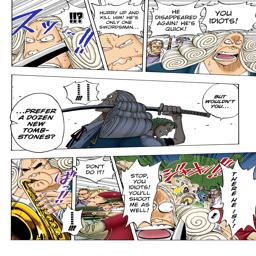 YOU
IDIOTS!
HE
DISAPPEARED
AGAIN! HE'S
QUICK!
HURRY UP AND
KILL HIM! HE'S
ONLY ONE
SWORDSMAN...
!!?
BUT
WOULDN'T
YOU...
...PREFER
A DOZEN
NEW
TOMB-
STONES?
THERE HE IS!!
STOP,
YOU IDIOTS!
YOU'LL
SHOOT ME
AS WELL!
DON'T
DO IT!
!!!